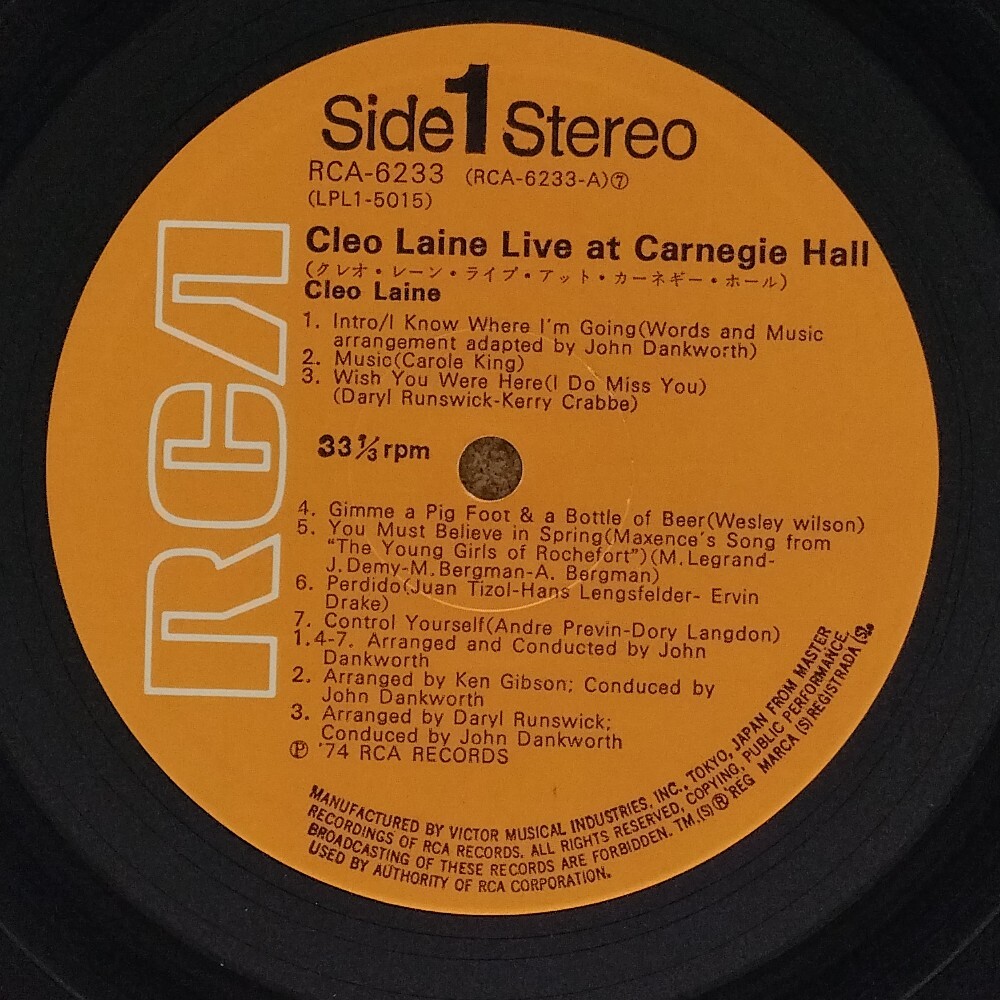 Side 1 Stereo
RCA-6233 (RCA-6233-A)⑦
(LPL1-5015)
Cleo Laine Live at Carnegie Hall
(クレオ・レーン・ライブ・アット・カーネギー・ホール)
Cleo Laine
1. Intro/I Know Where I'm Going(Words and Music
arrangement adapted by John Dankworth)
2. Music(Carole King)
3. Wish You Were Here(I Do Miss You)
(Daryl Runswick-Kerry Crabbe)
33 1/3 rpm
4. Gimme a Pig Foot & a Bottle of Beer(Wesley wilson)
5. You Must Believe in Spring(Maxence's Song from
"The Young Girls of Rochefort")(M.Legrand-
J.Demy-M.Bergman-A. Bergman)
6. Perdido(Juan Tizol-Hans Lengsfelder- Ervin
Drake)
7. Control Yourself(Andre Previn-Dory Langdon)
1.4-7. Arranged and Conducted by John
Dankworth
2. Arranged by Ken Gibson; Conduced by
John Dankworth
3. Arranged by Daryl Runswick;
Conduced by John Dankworth
Ⓟ '74 RCA RECORDS
RCA
MANUFACTURED BY VICTOR MUSICAL INDUSTRIES, INC., TOKYO, JAPAN FROM MASTER
RECORDINGS OF RCA RECORDS. ALL RIGHTS RESERVED, COPYING, PUBLIC PERFORMANCE,
BROADCASTING OF THESE RECORDS ARE FORBIDDEN. TM.(S)® REG MARCA (S) REGISTRADA (S).
USED BY AUTHORITY OF RCA CORPORATION.